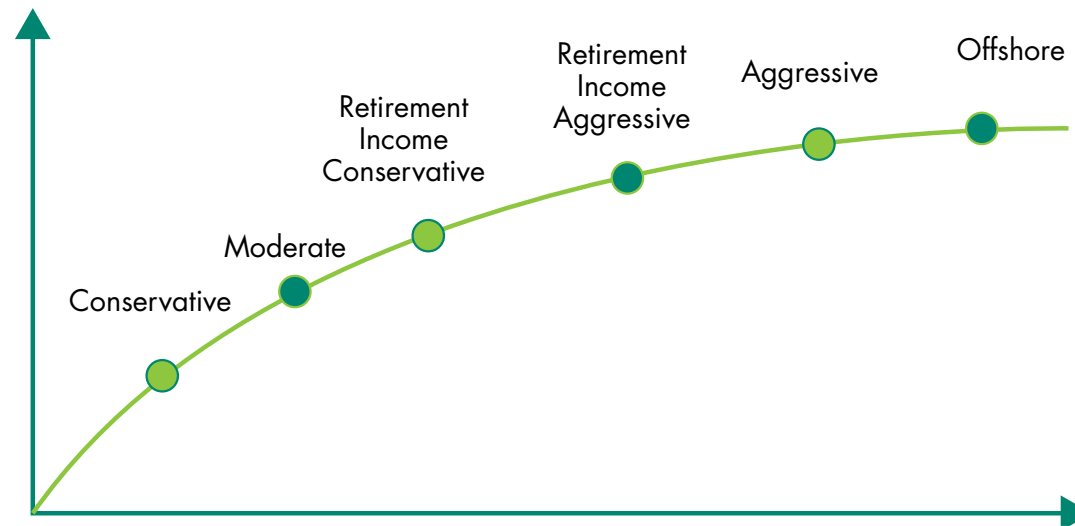 Offshore
Retirement
Income
Aggressive
Aggressive
Retirement
Income
Conservative
Moderate
Conservative